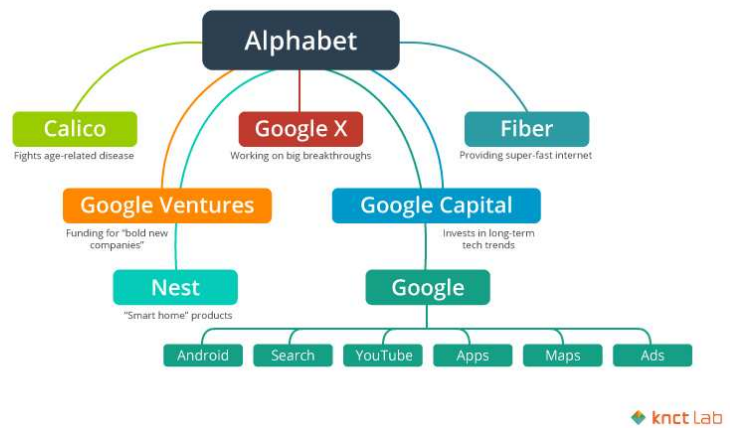 Alphabet
Calico
Fights age-related disease
Google X
Working on big breakthroughs
Fiber
Providing super-fast internet
Google Ventures
Funding for “bold new
companies”
Google Capital
Invests in long-term
tech trends
Nest
“Smart home” products
Google
Android
Search
YouTube
Apps
Maps
Ads
knct Lab